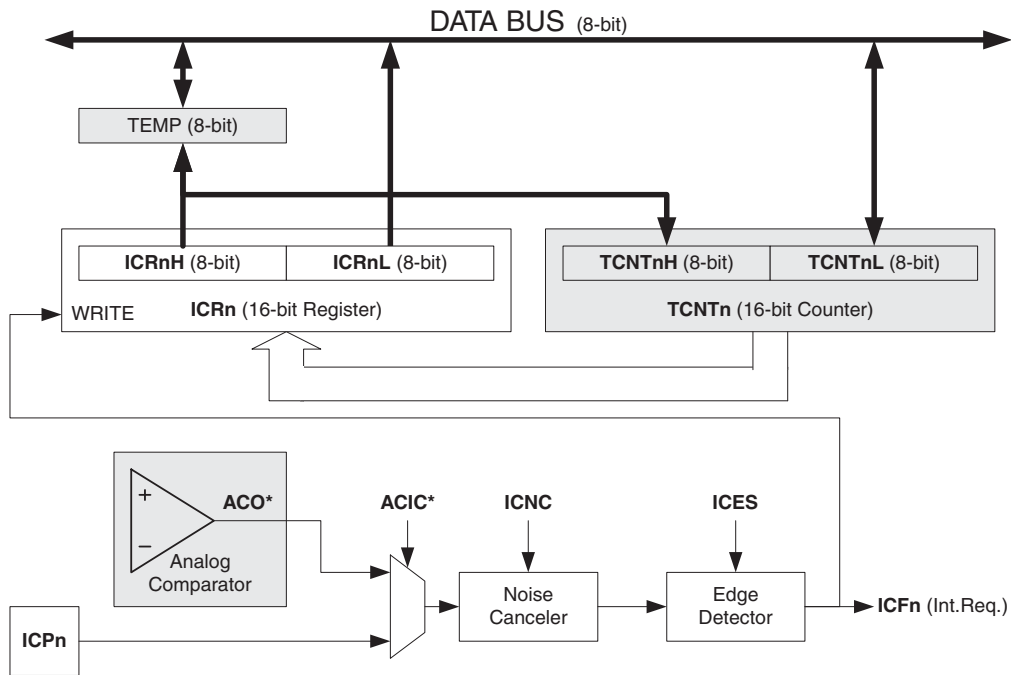 DATA BUS (8-bit)
TEMP (8-bit)
ICRnH (8-bit) ICRnL (8-bit)
TCNTnH (8-bit) TCNTnL (8-bit)
WRITE
ICRn (16-bit Register)
TCNTn (16-bit Counter)
+
−
ACO*
Analog
Comparator
ACIC*
ICNC
ICES
Noise
Canceler
Edge
Detector
ICFn (Int.Req.)
ICPn